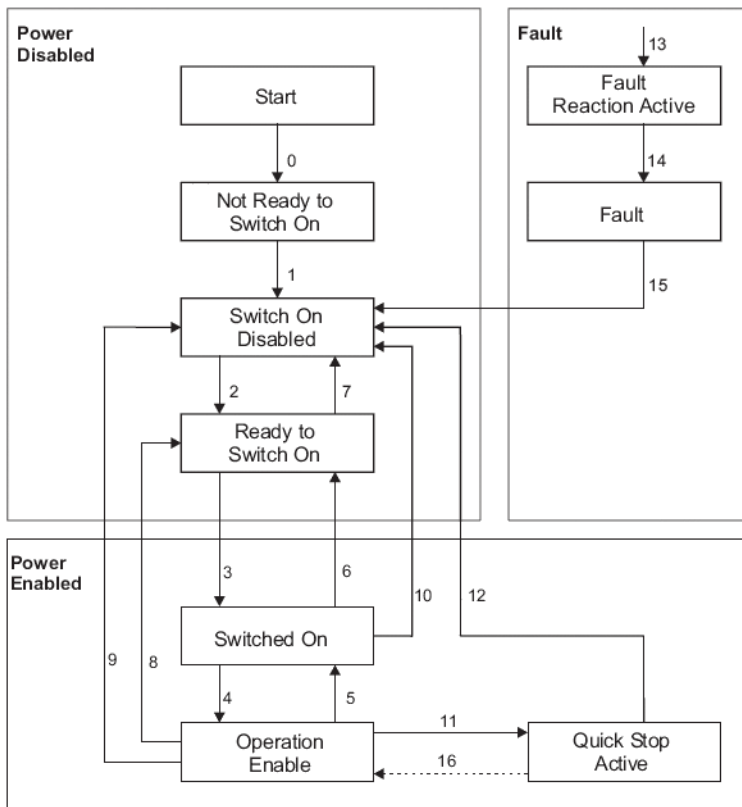 Power
Disabled
Start
0
Not Ready to
Switch On
1
Switch On
Disabled
2
7
Ready to
Switch On
Fault
13
Fault
Reaction Active
14
Fault
15
Power
Enabled
3
6
10
12
Switched On
9
8
4
5
11
Operation
Enable
16
Quick Stop
Active